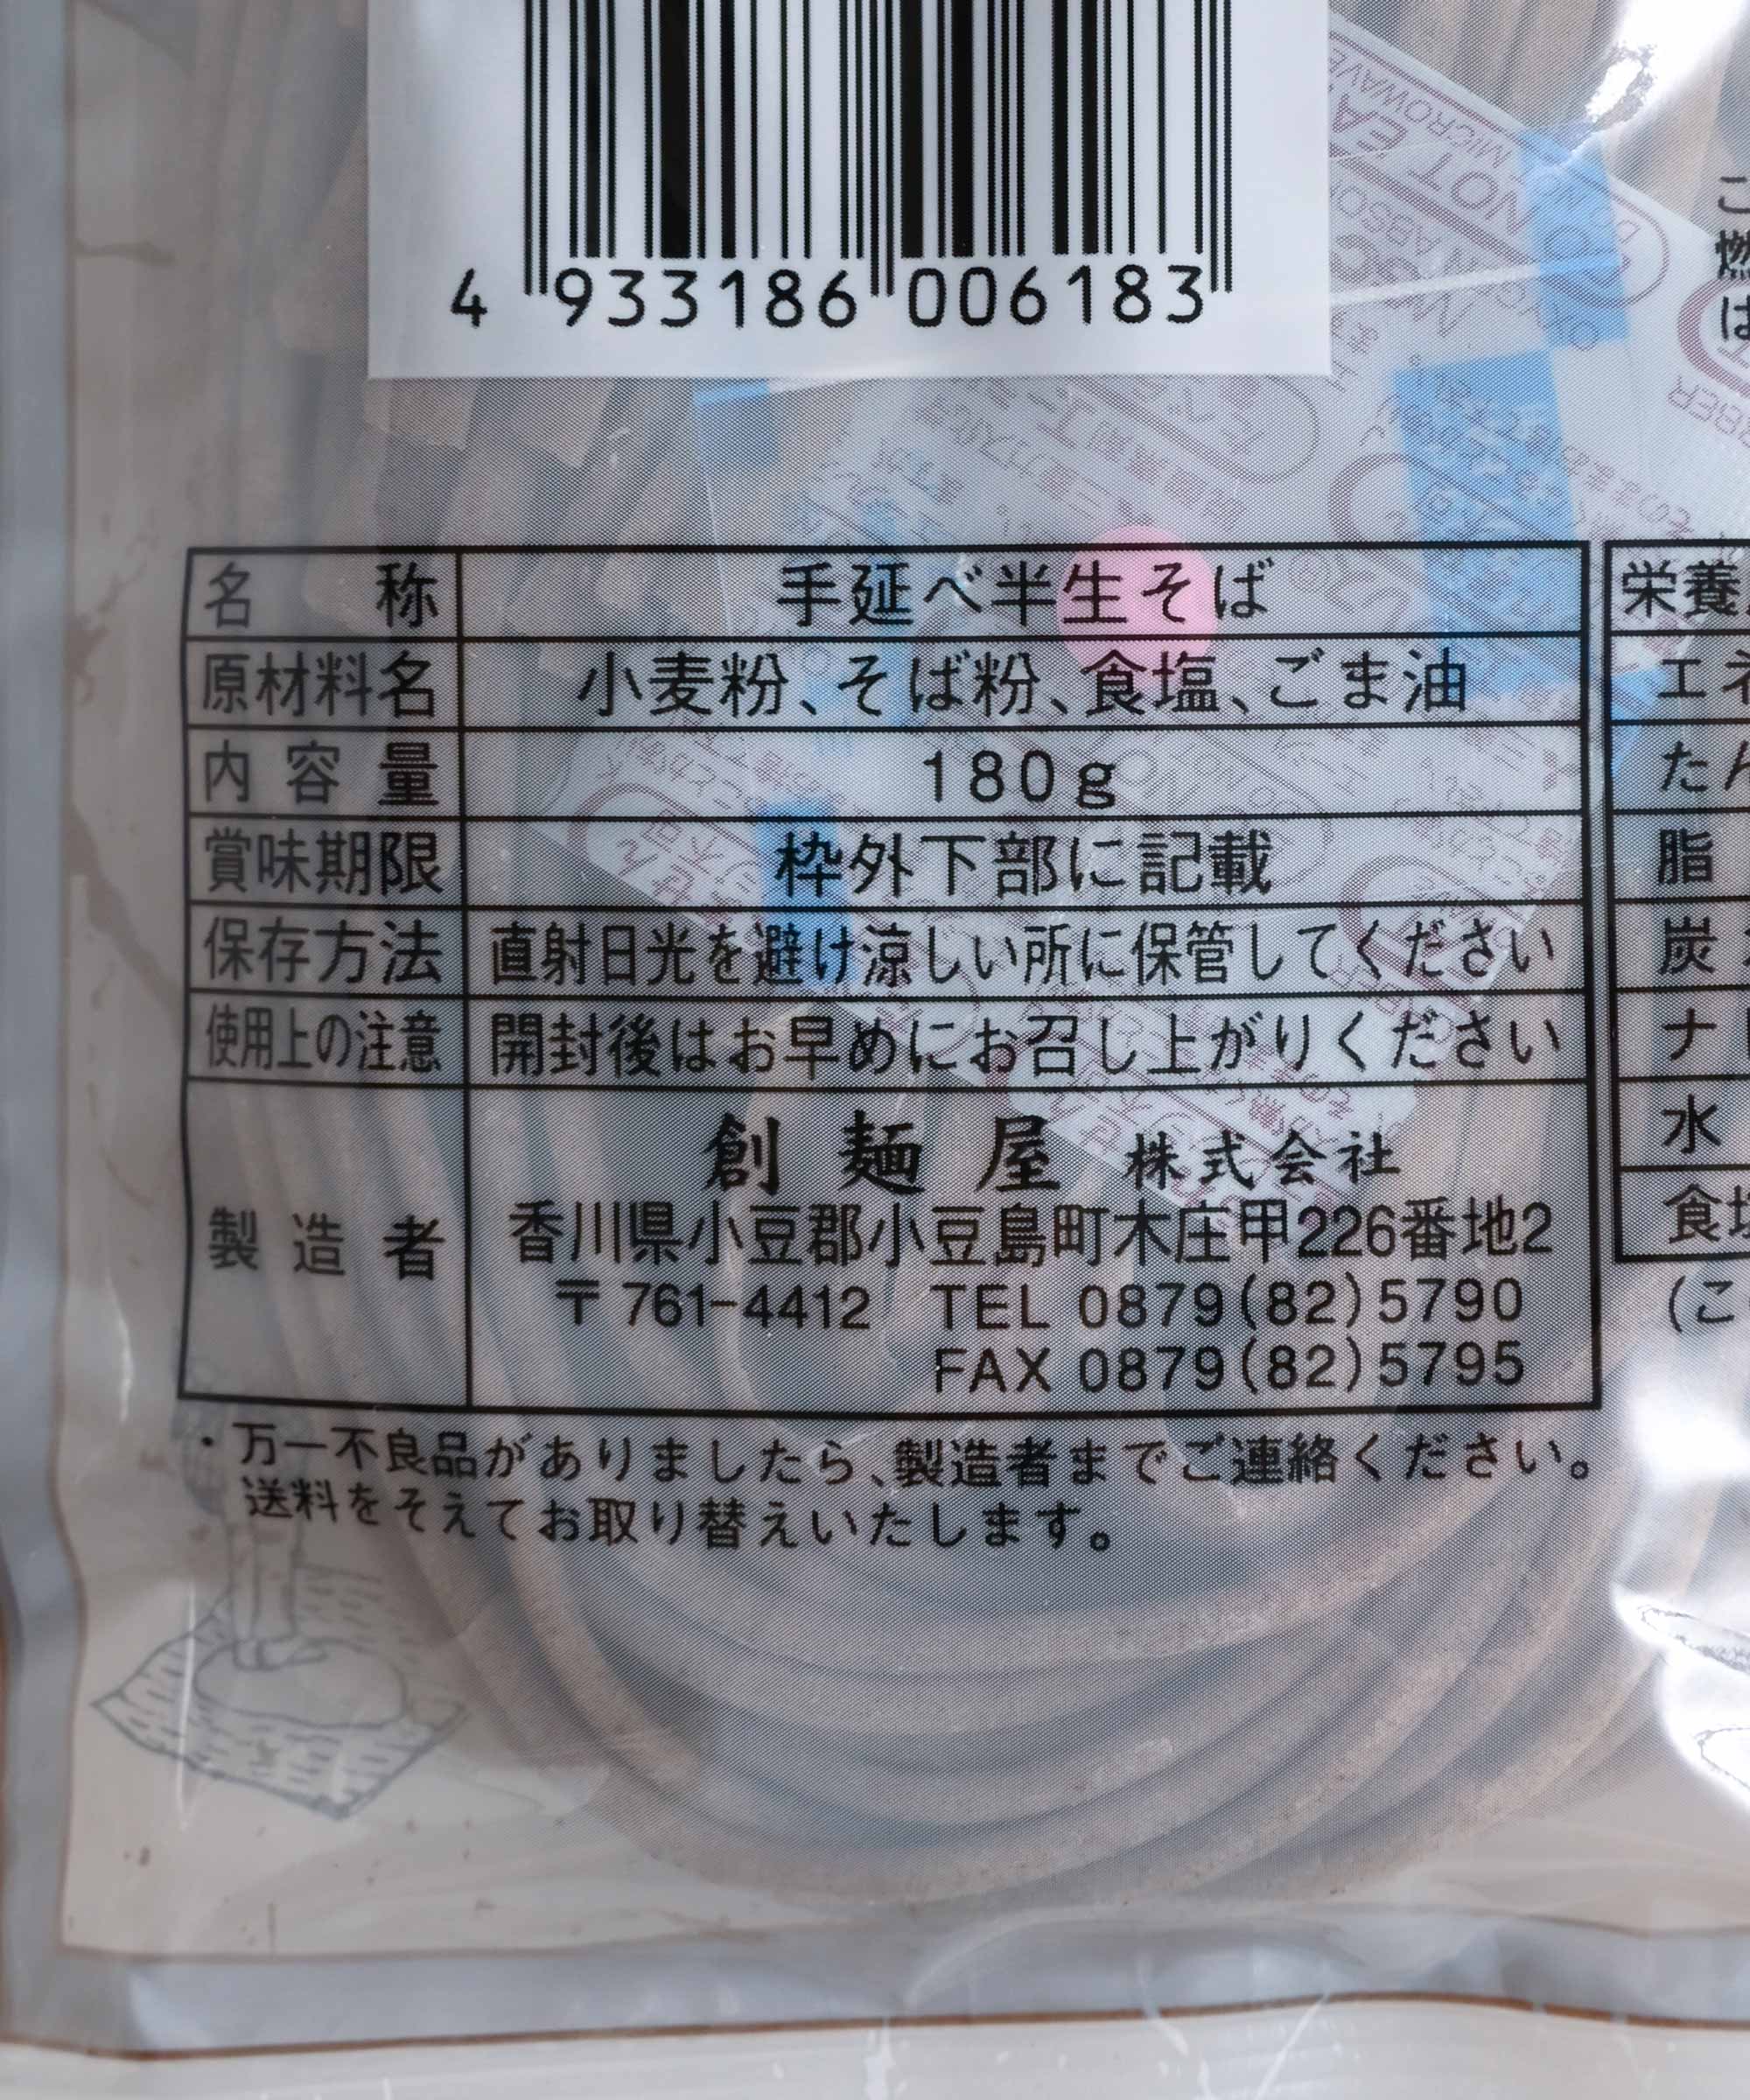 4 933186 006183
名称 手延べ半生そば
原材料名 小麦粉、そば粉、食塩、ごま油
内容量 180g
賞味期限 枠外下部に記載
保存方法 直射日光を避け涼しい所に保管してください
使用上の注意 開封後はお早めにお召し上がりください
製造者 創麺屋 株式会社
香川県小豆郡小豆島町木庄甲226番地2
〒761-4412 TEL 0879(82)5790
FAX 0879(82)5795
・万一不良品がありましたら、製造者までご連絡ください。
送料をそえてお取り替えいたします。
こ
燃
は
栄養
エネ
たん
脂
炭
ナ
水
食塩
(こ
NOT EA
MICROWAVE